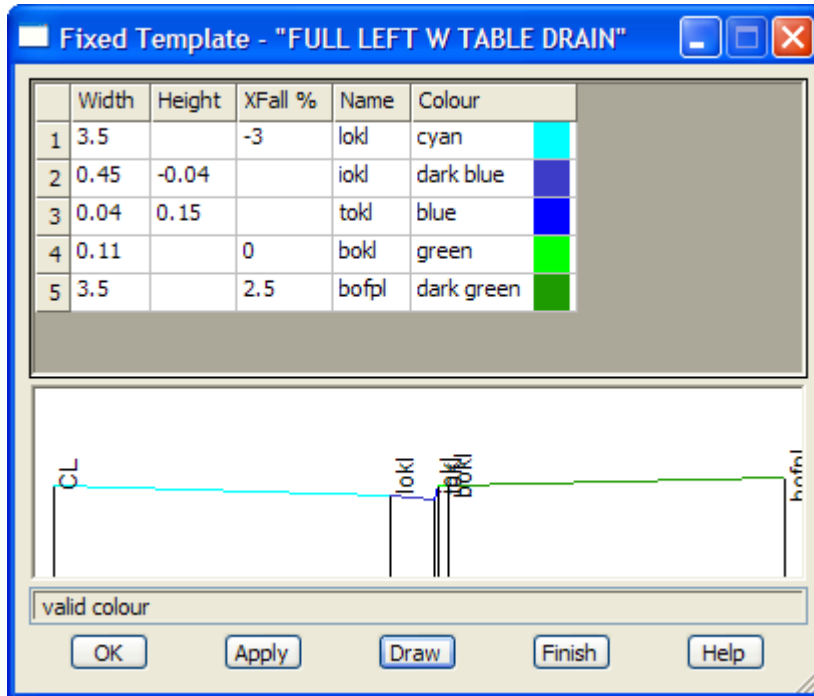 Fixed Template - "FULL LEFT W TABLE DRAIN"
Width Height XFall % Name Colour
1 3.5 -3 lokl cyan
2 0.45 -0.04 iokl dark blue
3 0.04 0.15 tokl blue
4 0.11 0 bokl green
5 3.5 2.5 bofpl dark green
CL lokl tokl bokl bofpl
valid colour
OK Apply Draw Finish Help